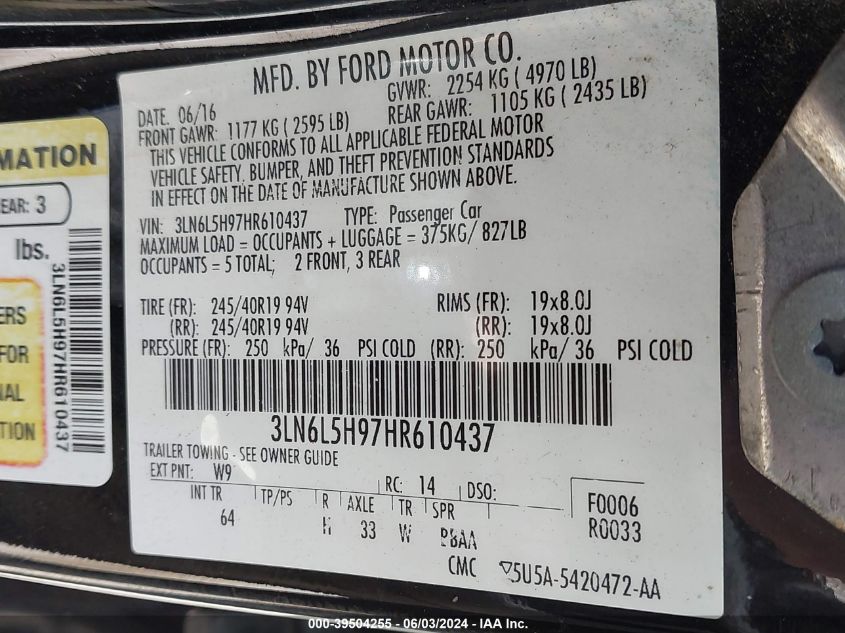 MFD. BY FORD MOTOR CO.
DATE: 06/16 GVWR: 2254 KG ( 4970 LB)
FRONT GAWR: 1177 KG ( 2595 LB) REAR GAWR: 1105 KG ( 2435 LB)
THIS VEHICLE CONFORMS TO ALL APPLICABLE FEDERAL MOTOR
VEHICLE SAFETY, BUMPER, AND THEFT PREVENTION STANDARDS
IN EFFECT ON THE DATE OF MANUFACTURE SHOWN ABOVE.
VIN: 3LN6L5H97HR610437 TYPE: Passenger Car
MAXIMUM LOAD = OCCUPANTS + LUGGAGE = 375KG/ 827LB
OCCUPANTS = 5 TOTAL; 2 FRONT, 3 REAR
TIRE (FR): 245/40R19 94V RIMS (FR): 19x8.0J
(RR): 245/40R19 94V (RR): 19x8.0J
PRESSURE (FR): 250 kPa/ 36 PSI COLD (RR): 250 kPa/ 36 PSI COLD
3LN6L5H97HR610437
TRAILER TOWING - SEE OWNER GUIDE
EXT PNT: W9 RC: 14 DSO:
INT TR TP/PS R AXLE TR SPR
64 H 33 W BBAA
F0006
R0033
CMC 5U5A-5420472-AA
MATION
EAR: 3
lbs.
ERS
FOR
NAL
TION
3LN6L5H97HR610437
000-39504255 - 06/03/2024 - IAA Inc.